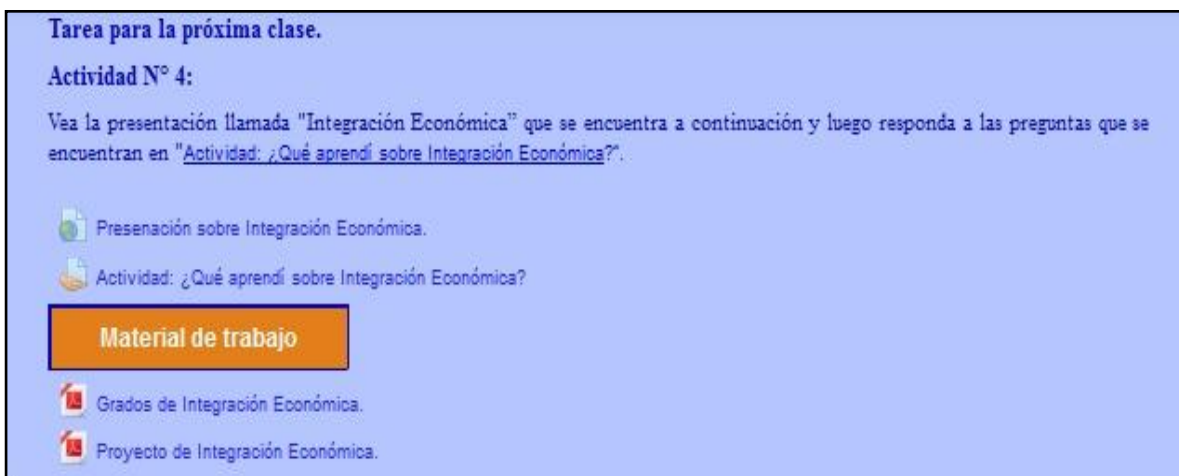 Tarea para la próxima clase.
Actividad N° 4:
Vea la presentación llamada "Integración Económica” que se encuentra a continuación y luego responda a las preguntas que se
encuentran en "Actividad: ¿Qué aprendí sobre Integración Económica?".
Presenación sobre Integración Económica.
Actividad: ¿Qué aprendí sobre Integración Económica?
Material de trabajo
Grados de Integración Económica.
Proyecto de Integración Económica.